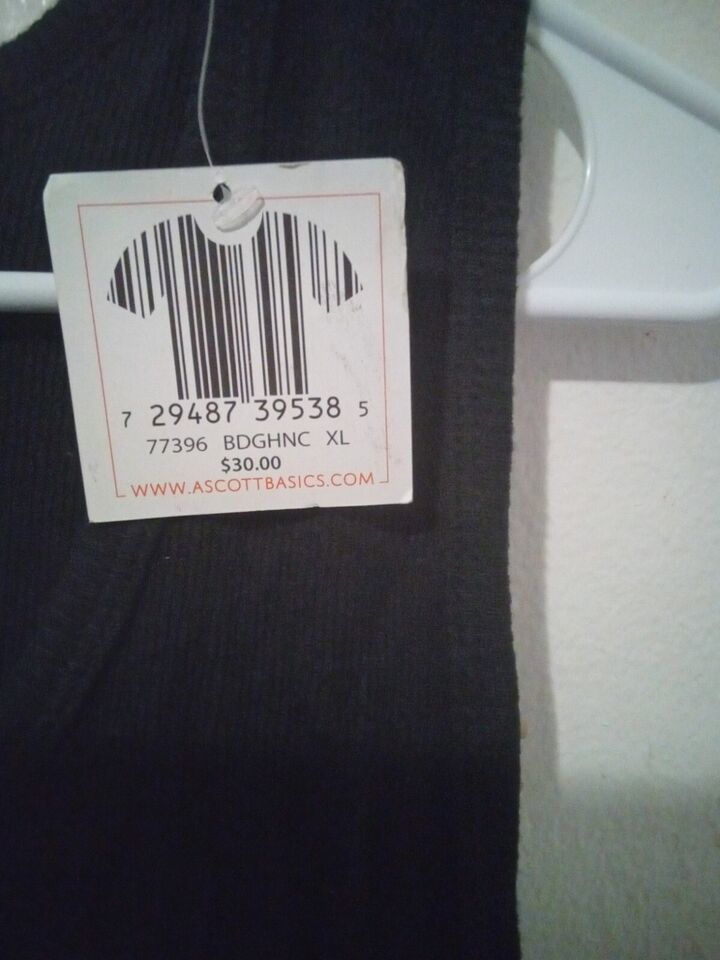 7 29487 39538 5
77396 BDGHNC XL
$30.00
WWW.ASCOTTBASICS.COM